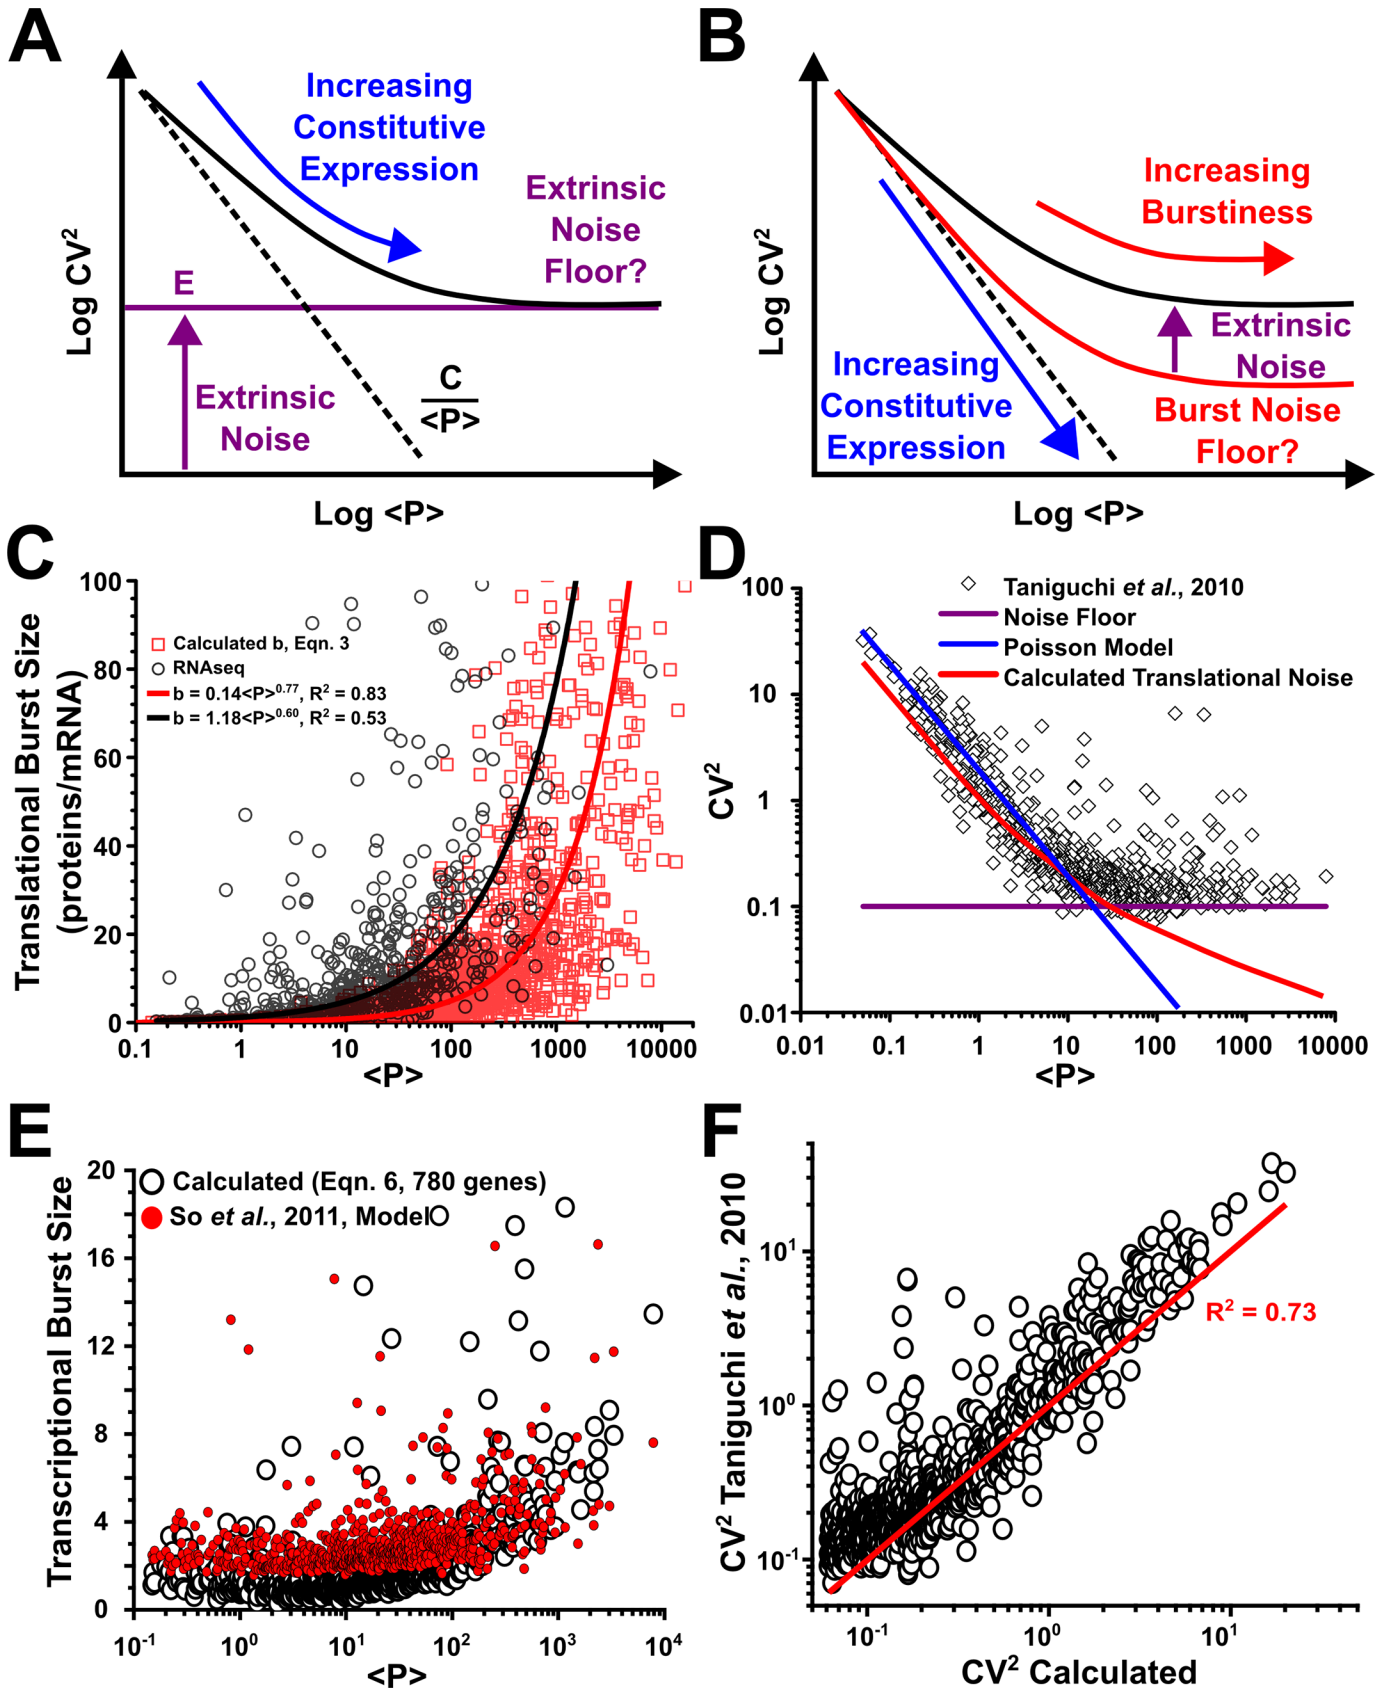 A
Log CV²
Increasing
Constitutive
Expression
Extrinsic
Noise
Floor?
E
Extrinsic
Noise
C
<P>
Log <P>
B
Log CV²
Increasing
Burstiness
Extrinsic
Noise
Increasing
Constitutive
Expression
Burst Noise
Floor?
Log <P>
C
Translational Burst Size
(proteins/mRNA)
100
80
60
40
20
0
Calculated b, Eqn. 3
RNAseq
b = 0.14<P>^0.77, R² = 0.83
b = 1.18<P>^0.60, R² = 0.53
0.1 1 10 100 1000 10000
<P>
D
CV²
100
10
1
0.1
0.01
Taniguchi et al., 2010
Noise Floor
Poisson Model
Calculated Translational Noise
0.01 0.1 1 10 100 1000 10000
<P>
E
Transcriptional Burst Size
20
16
12
8
4
0
Calculated (Eqn. 6, 780 genes)
So et al., 2011, Model
10⁻¹ 10⁰ 10¹ 10² 10³ 10⁴
<P>
F
CV² Taniguchi et al., 2010
10¹
10⁰
10⁻¹
R² = 0.73
10⁻¹ 10⁰ 10¹
CV² Calculated